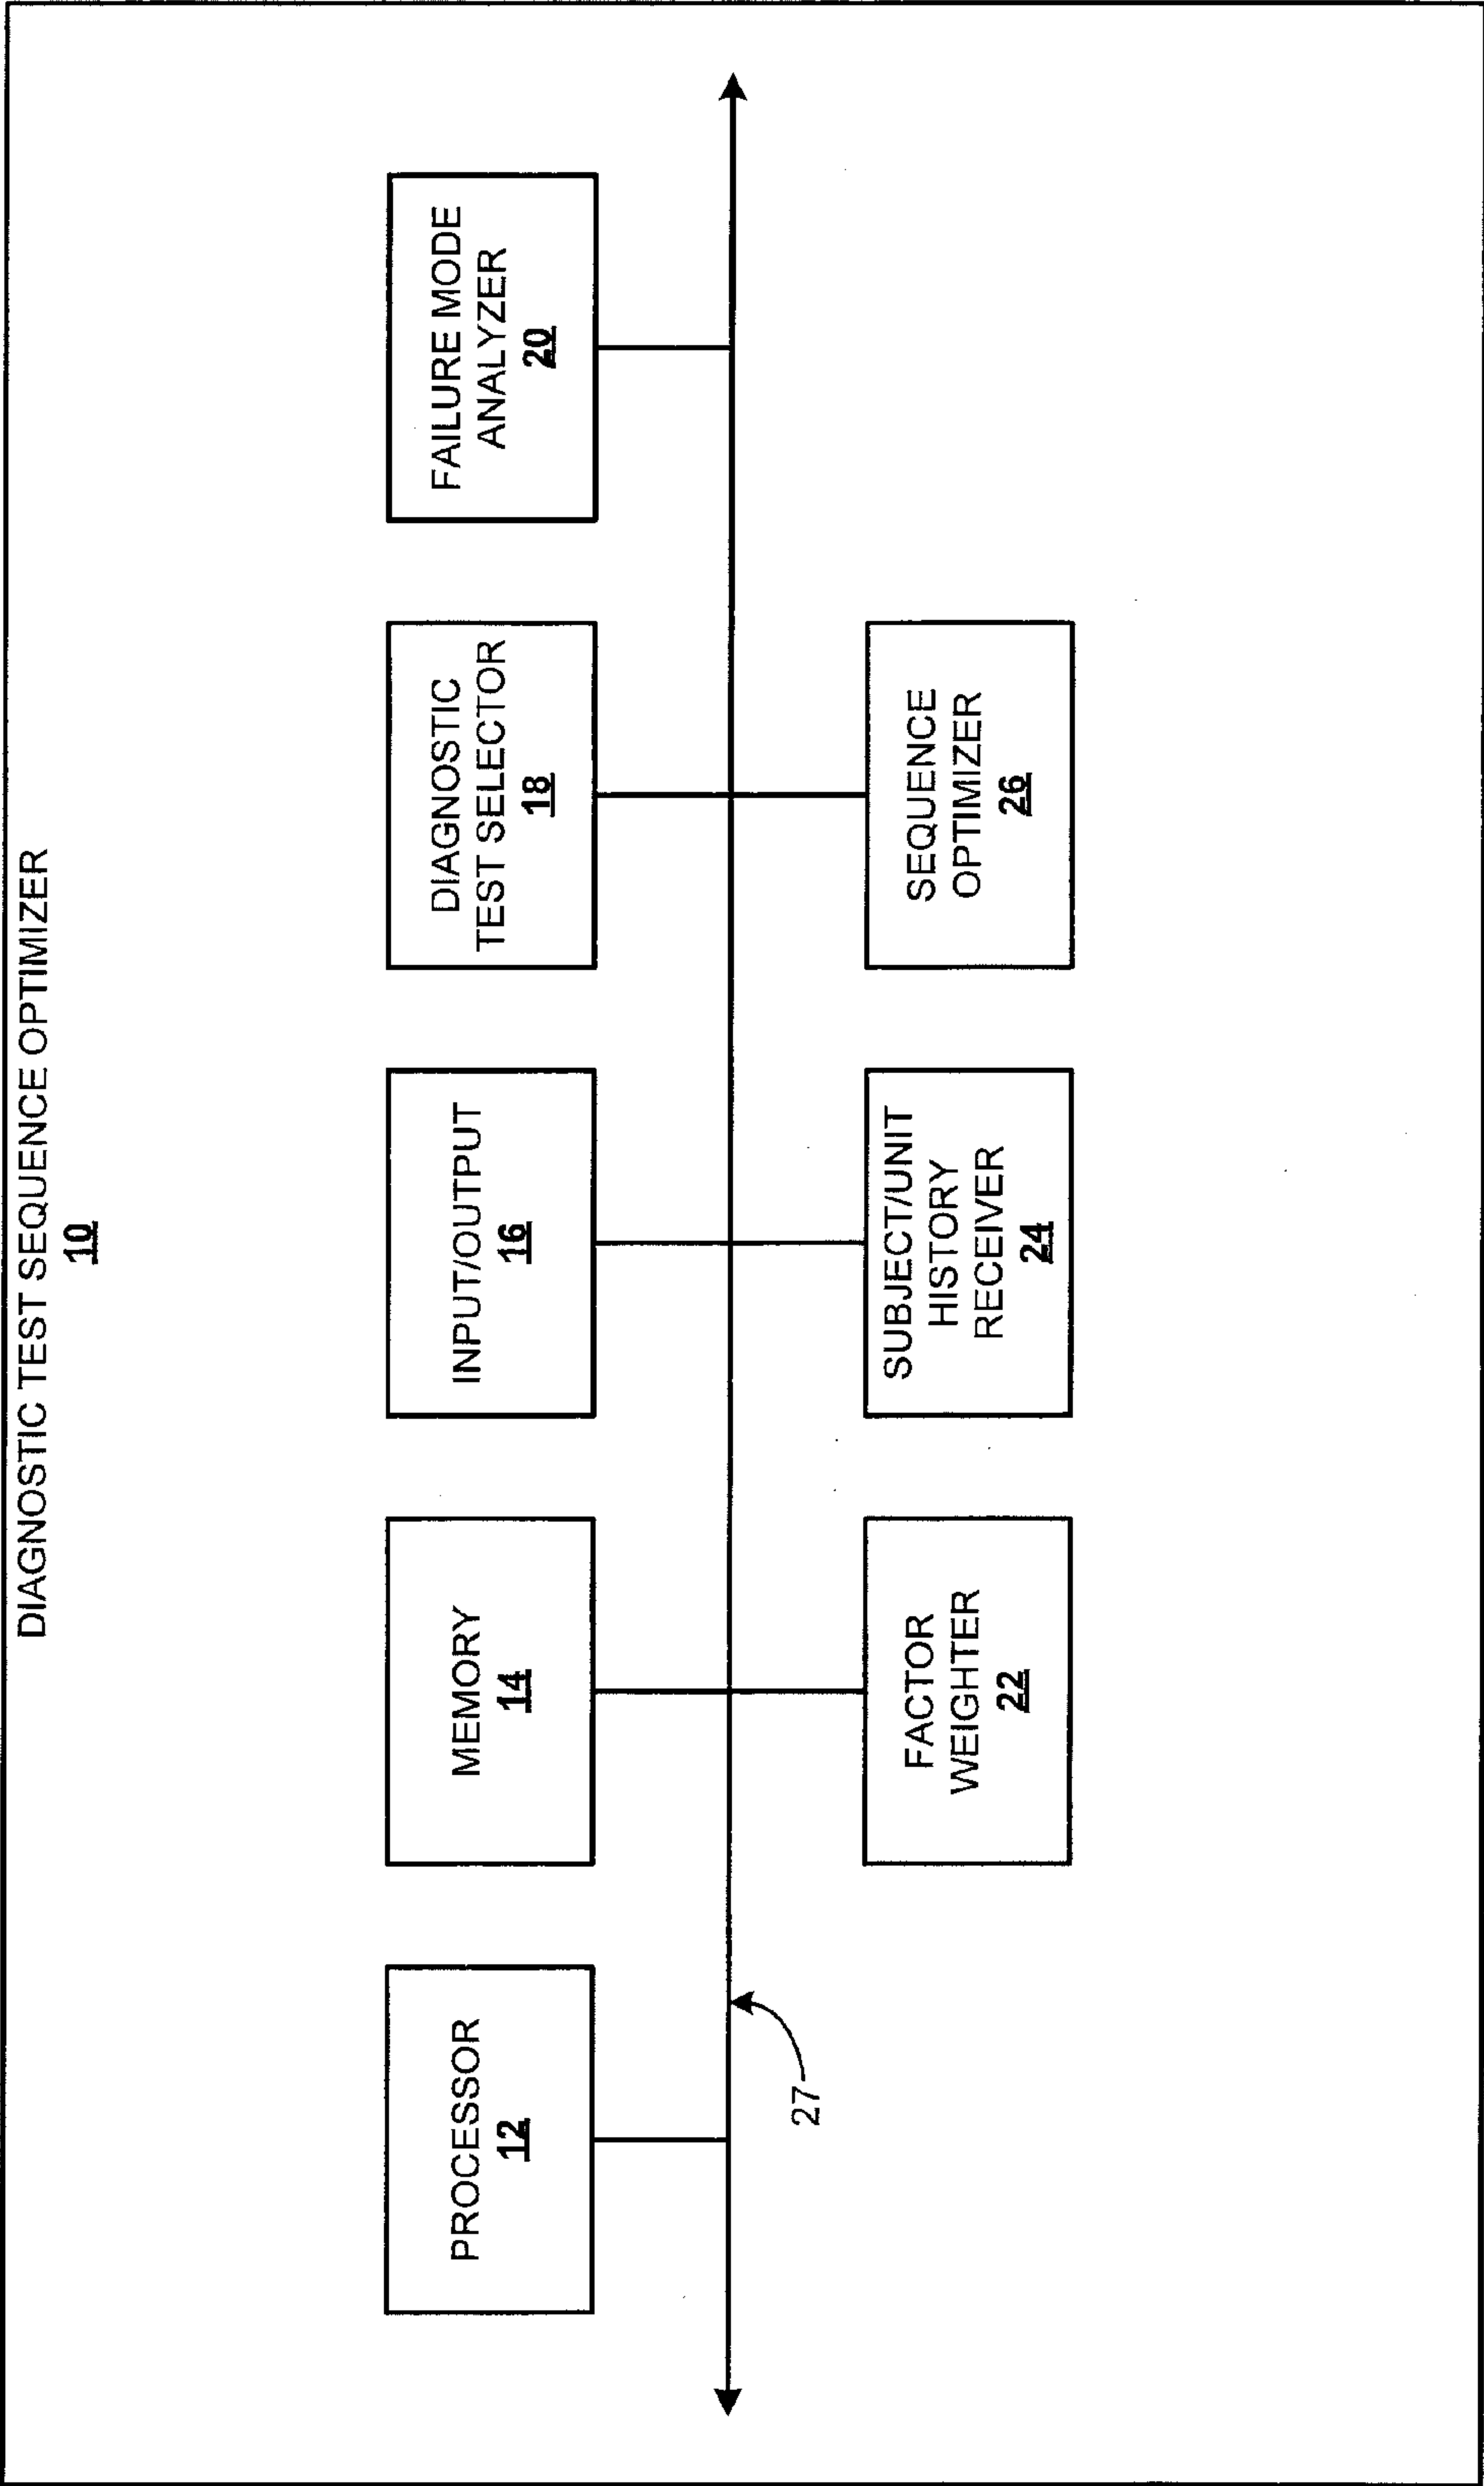 DIAGNOSTIC TEST SEQUENCE OPTIMIZER
10
PROCESSOR
12
MEMORY
14
INPUT/OUTPUT
16
DIAGNOSTIC
TEST SELECTOR
18
FAILURE MODE
ANALYZER
20
27
FACTOR
WEIGHTER
22
SUBJECT/UNIT
HISTORY
RECEIVER
24
SEQUENCE
OPTIMIZER
26